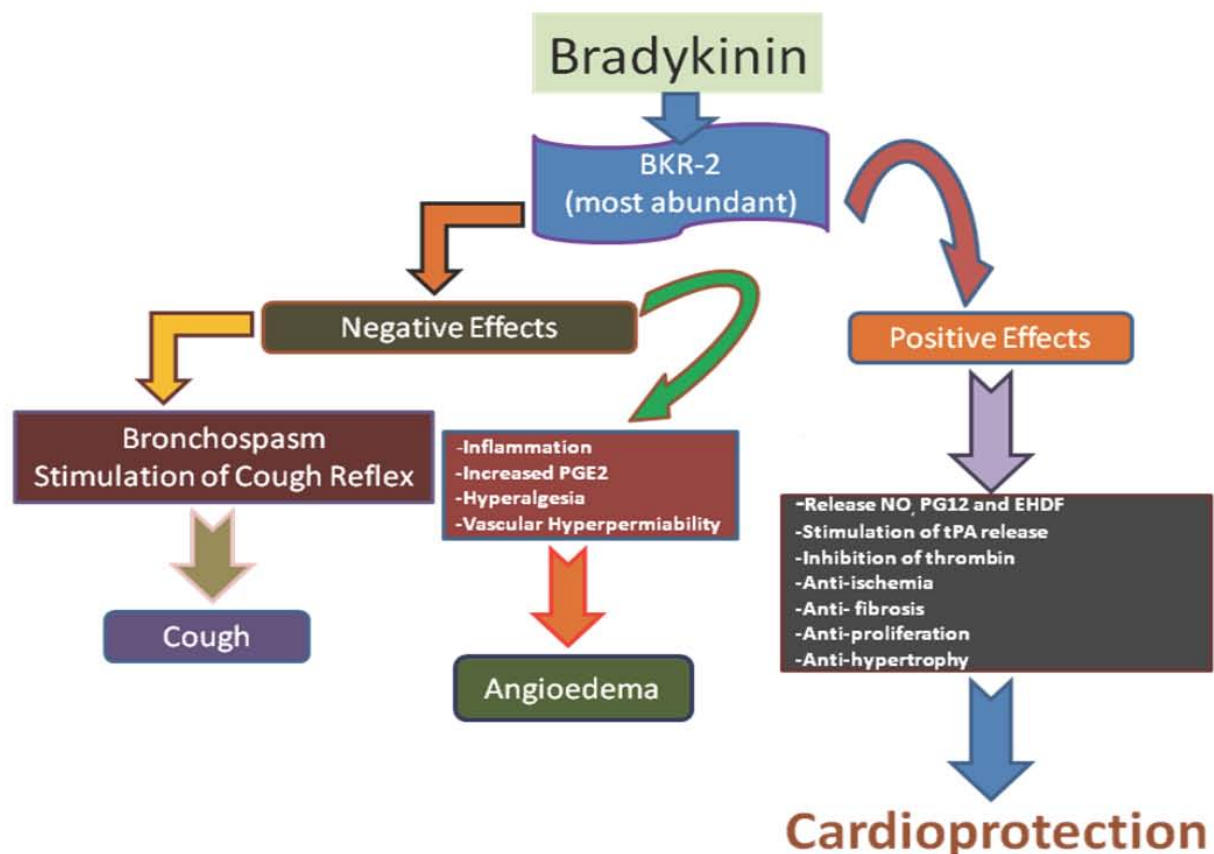 Bradykinin
BKR-2
(most abundant)
Negative Effects
Positive Effects
Bronchospasm
Stimulation of Cough Reflex
-Inflammation
-Increased PGE2
-Hyperalgesia
-Vascular Hyperpermiability
-Release NO, PG12 and EHDF
-Stimulation of tPA release
-Inhibition of thrombin
-Anti-ischemia
-Anti- fibrosis
-Anti-proliferation
-Anti-hypertrophy
Cough
Angioedema
Cardioprotection